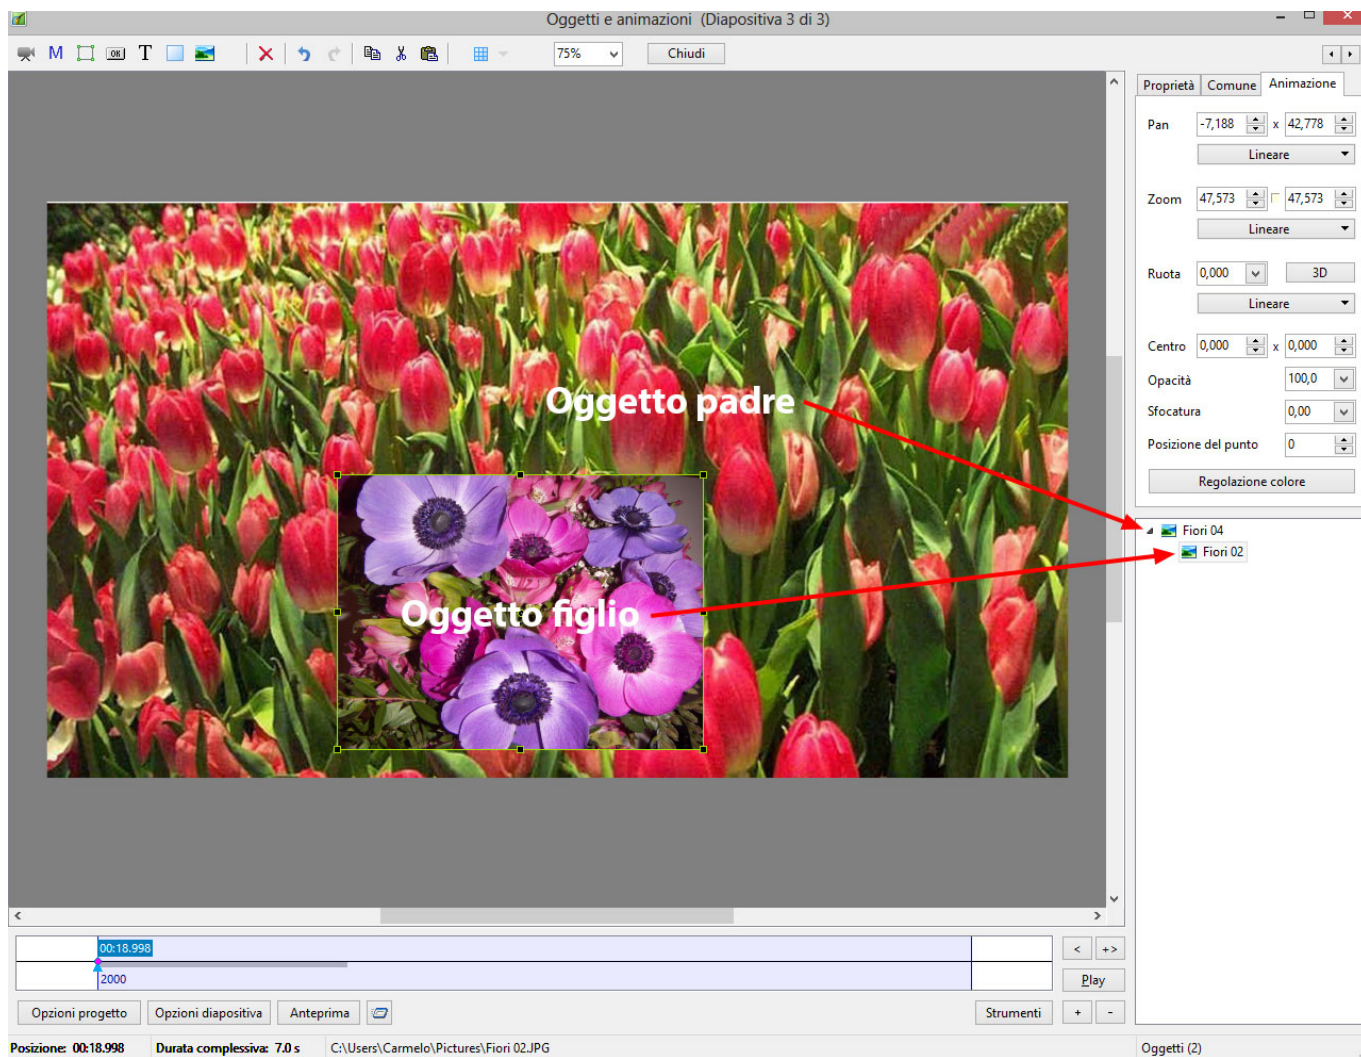 Oggetti e animazioni (Diapositiva 3 di 3)
M OK T 75% Chiudi
Proprietà Comune Animazione
Pan -7,188 x 42,778
Lineare
Zoom 47,573 47,573
Lineare
Ruota 0,000 3D
Lineare
Centro 0,000 x 0,000
Opacità 100,0
Sfocatura 0,00
Posizione del punto 0
Regolazione colore
Oggetto padre
Fiori 04
Fiori 02
Oggetto figlio
00:18.998
2000
< +>
Play
Opzioni progetto Opzioni diapositiva Anteprima Strumenti + -
Posizione: 00:18.998 Durata complessiva: 7.0 s C:\Users\Carmelo\Pictures\Fiori 02.JPG Oggetti (2)